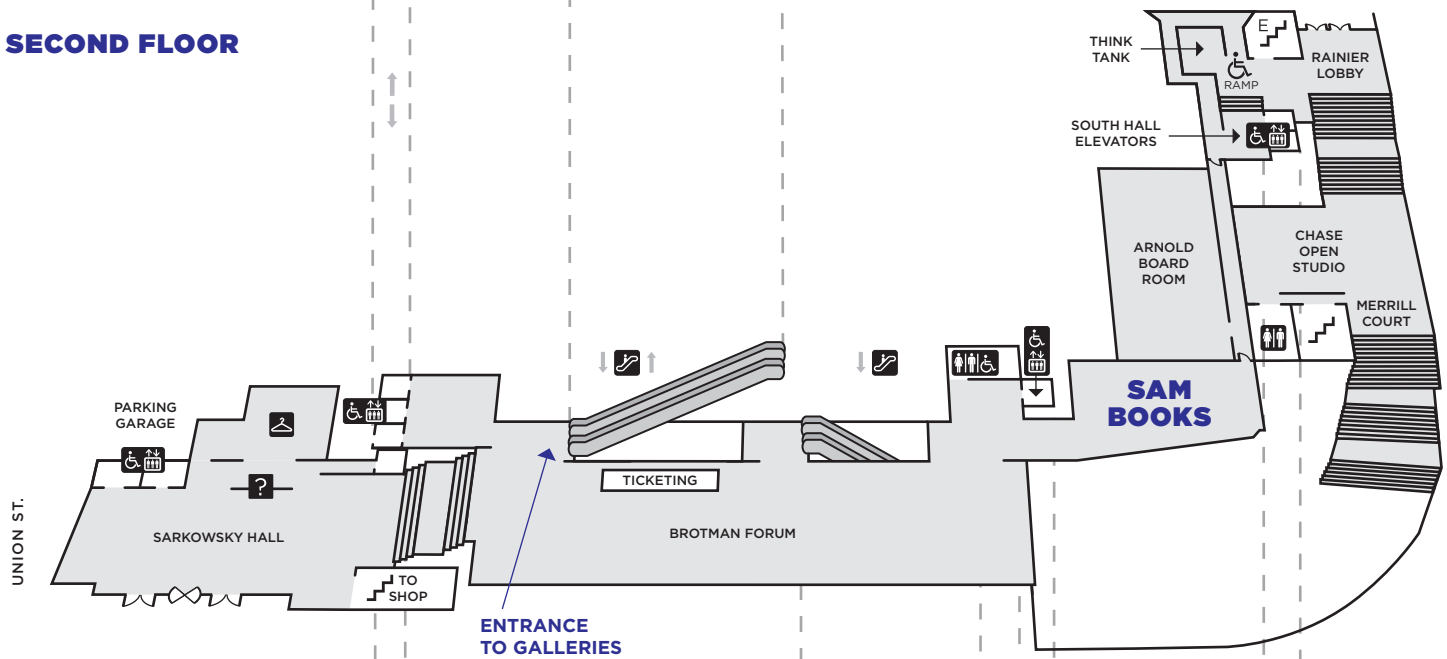 SECOND FLOOR
E
THINK
TANK
RAMP
RAINIER
LOBBY
SOUTH HALL
ELEVATORS
ARNOLD
BOARD
ROOM
CHASE
OPEN
STUDIO
MERRILL
COURT
SAM
BOOKS
PARKING
GARAGE
?
TICKETING
UNION ST.
SARKOWSKY HALL
BROTMAN FORUM
TO
SHOP
ENTRANCE
TO GALLERIES